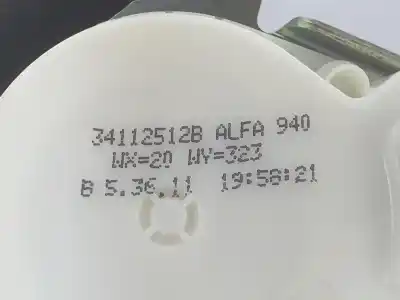 34112512B ALFA 940
WX=20 WY=323
B 5.36.11 19:58:21